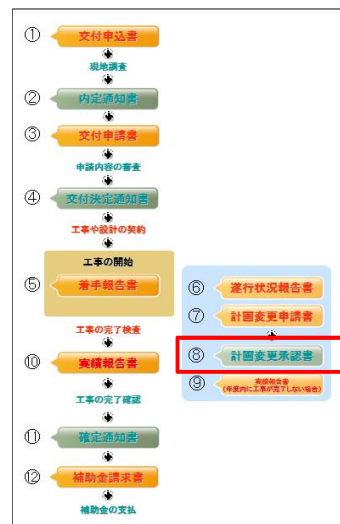 ① 交付申込書
現地調査
② 内定通知書
③ 交付申請書
申請内容の審査
④ 交付決定通知書
工事や設計の契約
工事の開始
⑤ 着手報告書
工事の完了検査
⑩ 実績報告書
工事の完了確認
⑪ 確定通知書
⑫ 補助金請求書
補助金の支払
⑥ 遂行状況報告書
⑦ 計画変更申請書
⑧ 計画変更承認書
⑨ 実績報告書
(年度内に工事が完了しない場合)